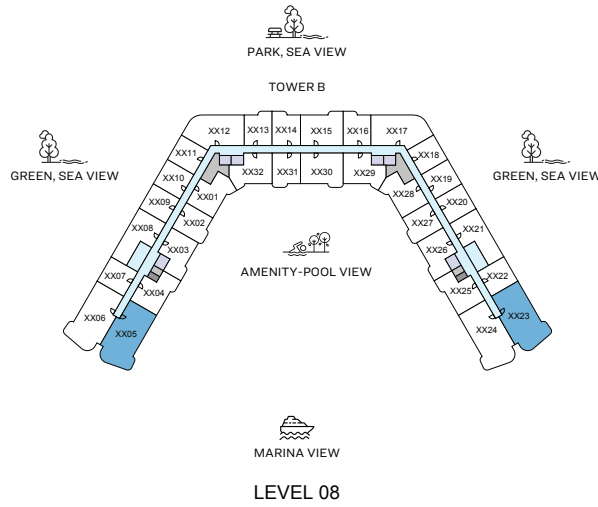 PARK, SEA VIEW
TOWER B
XX12
XX13
XX14
XX15
XX16
XX17
XX11
XX18
GREEN, SEA VIEW
GREEN, SEA VIEW
XX10
XX32
XX31
XX30
XX29
XX19
XX09
XX01
XX28
XX20
XX08
XX02
XX27
XX21
XX03
XX26
AMENITY-POOL VIEW
XX07
XX22
XX04
XX25
XX06
XX23
XX05
XX24
MARINA VIEW
LEVEL 08